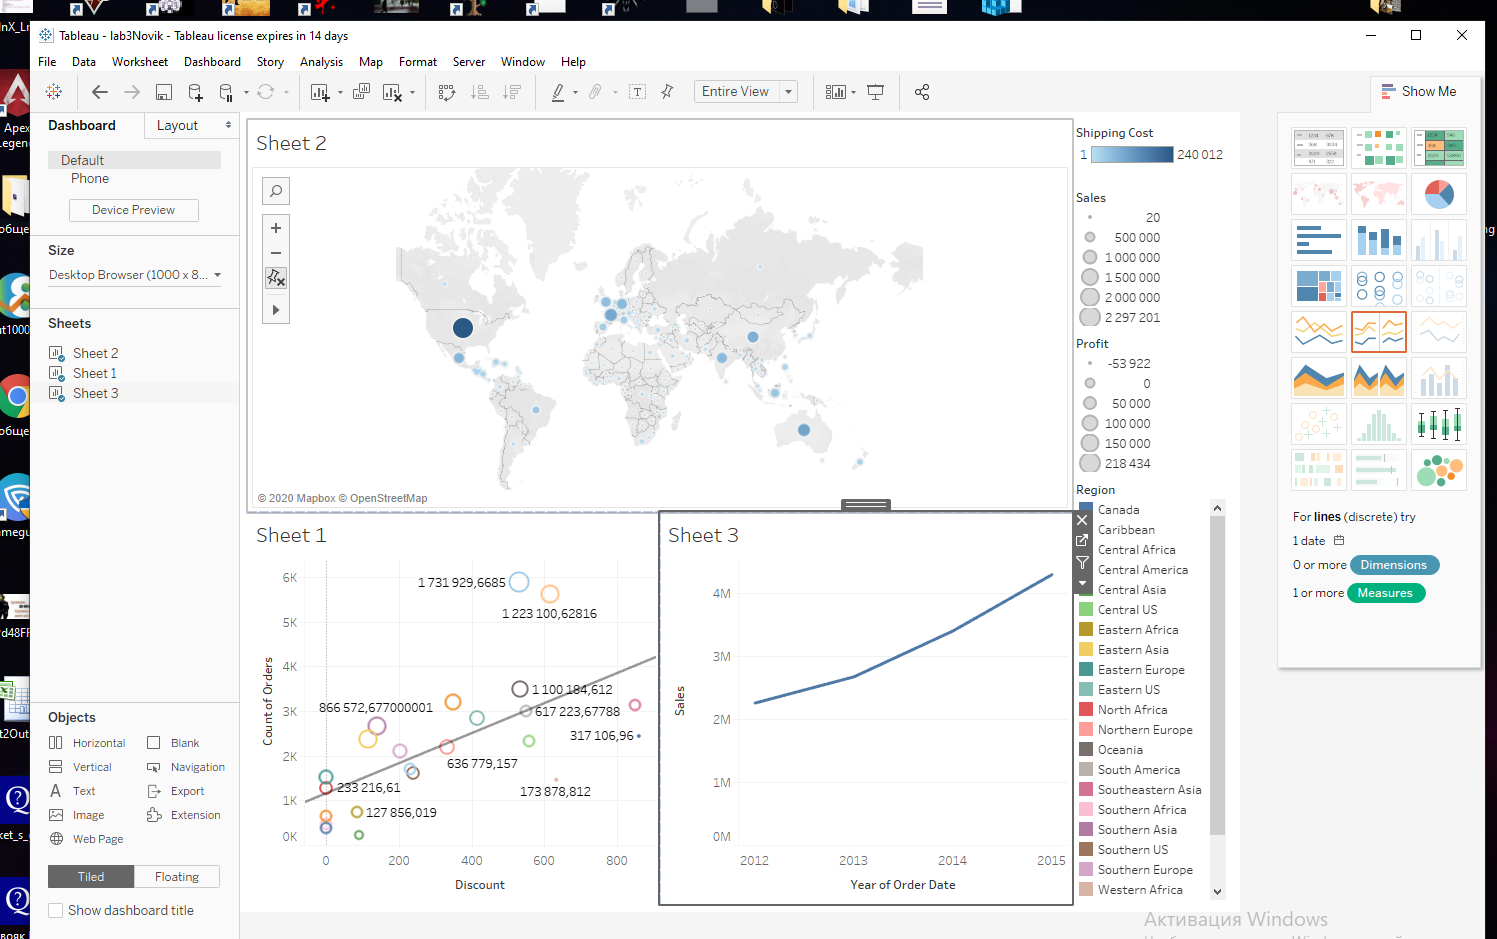 Tableau - lab3Novik - Tableau license expires in 14 days
File Data Worksheet Dashboard Story Analysis Map Format Server Window Help
Entire View
Show Me
Dashboard Layout
Default
Phone
Device Preview
Size
Desktop Browser (1000 x 8...
Sheets
Sheet 2
Sheet 1
Sheet 3
Objects
Horizontal Blank
Vertical Navigation
Text Export
Image Extension
Web Page
Tiled Floating
Show dashboard title
Sheet 2
© 2020 Mapbox © OpenStreetMap
Sheet 1
6K
5K
4K
3K
2K
1K
0K
Count of Orders
1 731 929,6685
1 223 100,62816
1 100 184,612
866 572,677000001
617 223,67788
317 106,96
636 779,157
233 216,61
173 878,812
127 856,019
0 200 400 600 800
Discount
Sheet 3
4M
3M
2M
1M
0M
Sales
2012 2013 2014 2015
Year of Order Date
Shipping Cost
1 240 012
Sales
20
500 000
1 000 000
1 500 000
2 000 000
2 297 201
Profit
-53 922
0
50 000
100 000
150 000
218 434
Region
Canada
Caribbean
Central Africa
Central America
Central Asia
Central US
Eastern Africa
Eastern Asia
Eastern Europe
Eastern US
North Africa
Northern Europe
Oceania
South America
Southeastern Asia
Southern Africa
Southern Asia
Southern US
Southern Europe
Western Africa
For lines (discrete) try
1 date
0 or more Dimensions
1 or more Measures
Активация Windows